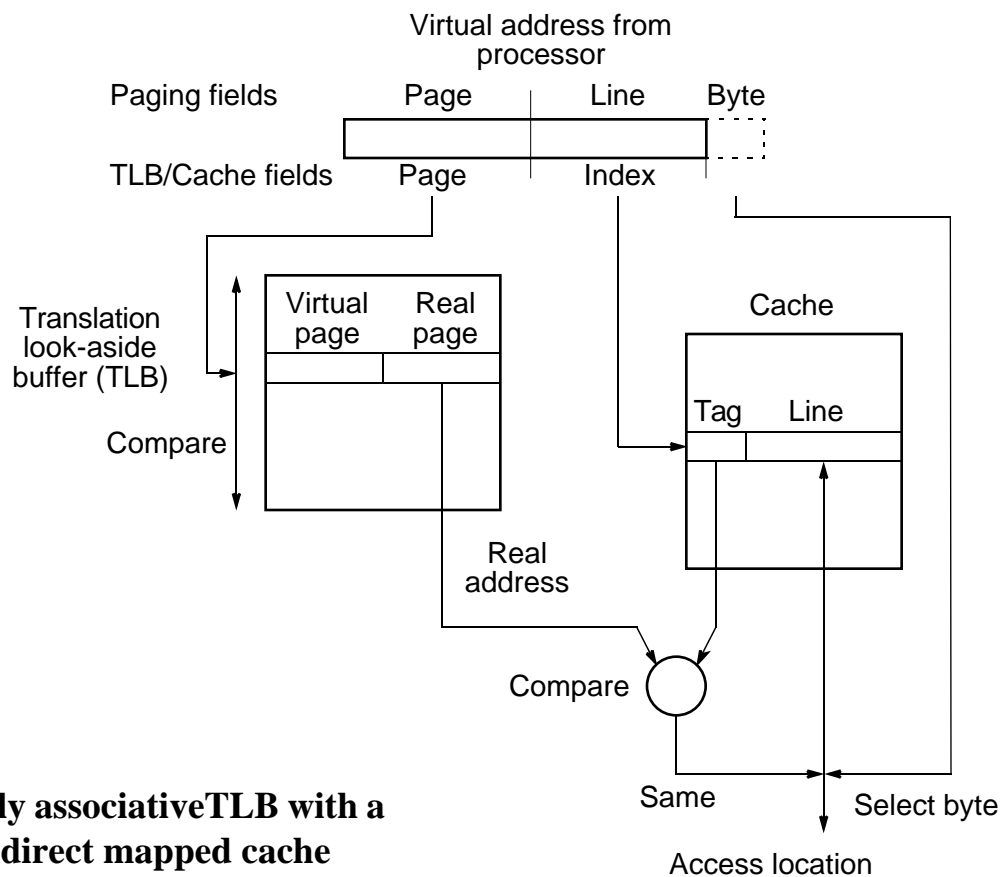 Virtual address from
processor
Paging fields
Page
Line
Byte
TLB/Cache fields
Page
Index
Translation
look-aside
buffer (TLB)
Compare
Virtual
page
Real
page
Cache
Tag
Line
Real
address
Compare
Same
Select byte
Access location
ly associativeTLB with a
direct mapped cache